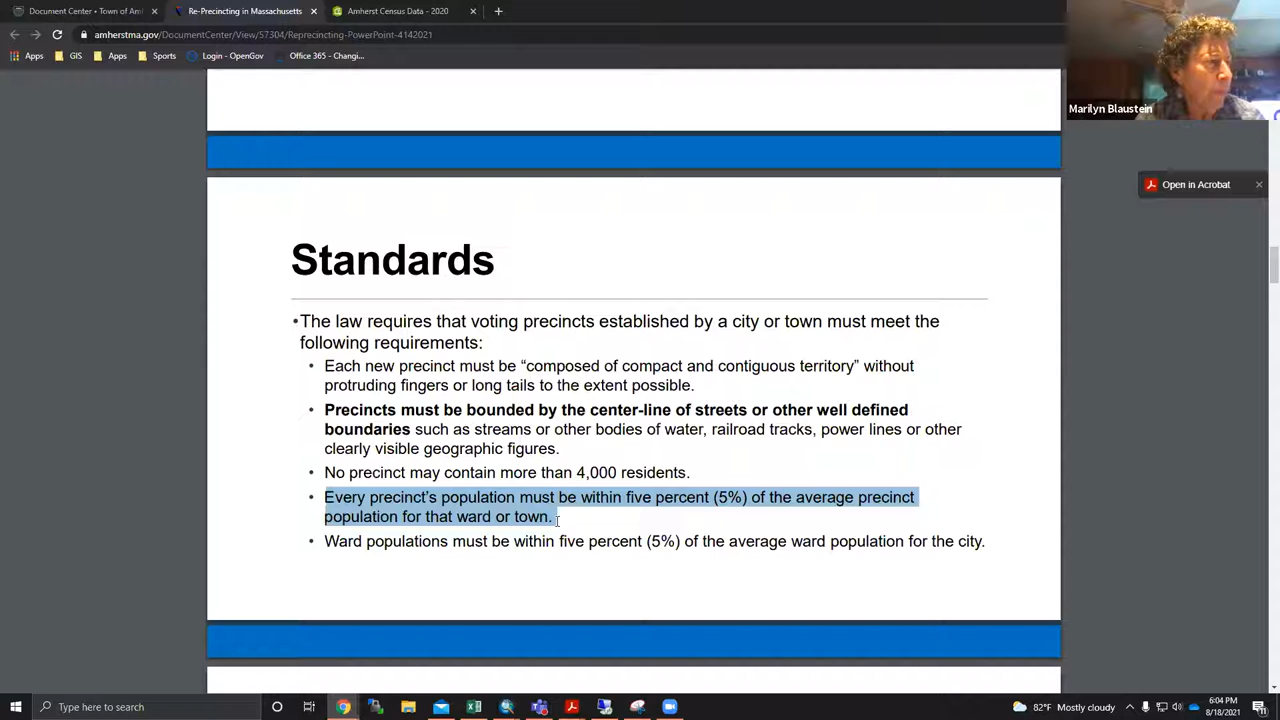 Document Center • Town of Am
Re-Precincting in Massachusetts
Amherst Census Data - 2020
amherstma.gov/DocumentCenter/View/57304/Reprecincting-PowerPoint-4142021
Apps
GIS
Apps
Sports
Login - OpenGov
Office 365 - Changi...
Marilyn Blaustein
Open in Acrobat
Standards
•The law requires that voting precincts established by a city or town must meet the
following requirements:
• Each new precinct must be “composed of compact and contiguous territory” without
protruding fingers or long tails to the extent possible.
• Precincts must be bounded by the center-line of streets or other well defined
boundaries such as streams or other bodies of water, railroad tracks, power lines or other
clearly visible geographic figures.
• No precinct may contain more than 4,000 residents.
• Every precinct’s population must be within five percent (5%) of the average precinct
population for that ward or town.
• Ward populations must be within five percent (5%) of the average ward population for the city.
Type here to search
82°F Mostly cloudy
6:04 PM
8/18/2021